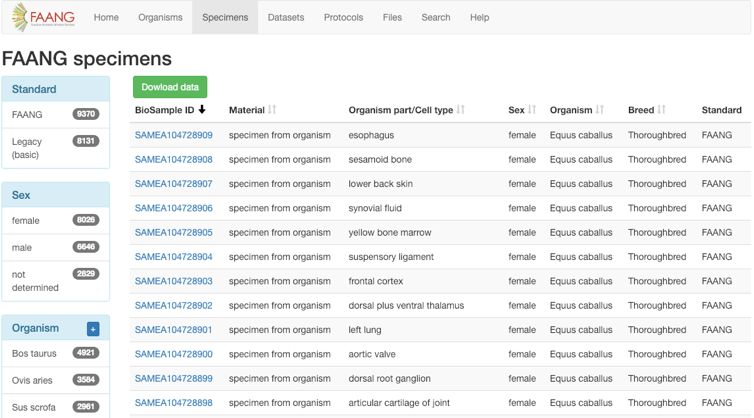 FAANG
Home Organisms Specimens Datasets Protocols Files Search Help
FAANG specimens
Standard
FAANG 9370
Legacy (basic) 8131
Sex
female 8026
male 6646
not determined 2829
Organism +
Bos taurus 4921
Ovis aries 3584
Sus scrofa 2961
Dowload data
BioSample ID Material Organism part/Cell type Sex Organism Breed Standard
SAMEA104728909 specimen from organism esophagus female Equus caballus Thoroughbred FAANG
SAMEA104728908 specimen from organism sesamoid bone female Equus caballus Thoroughbred FAANG
SAMEA104728907 specimen from organism lower back skin female Equus caballus Thoroughbred FAANG
SAMEA104728906 specimen from organism synovial fluid female Equus caballus Thoroughbred FAANG
SAMEA104728905 specimen from organism yellow bone marrow female Equus caballus Thoroughbred FAANG
SAMEA104728904 specimen from organism suspensory ligament female Equus caballus Thoroughbred FAANG
SAMEA104728903 specimen from organism frontal cortex female Equus caballus Thoroughbred FAANG
SAMEA104728902 specimen from organism dorsal plus ventral thalamus female Equus caballus Thoroughbred FAANG
SAMEA104728901 specimen from organism left lung female Equus caballus Thoroughbred FAANG
SAMEA104728900 specimen from organism aortic valve female Equus caballus Thoroughbred FAANG
SAMEA104728899 specimen from organism dorsal root ganglion female Equus caballus Thoroughbred FAANG
SAMEA104728898 specimen from organism articular cartilage of joint female Equus caballus Thoroughbred FAANG